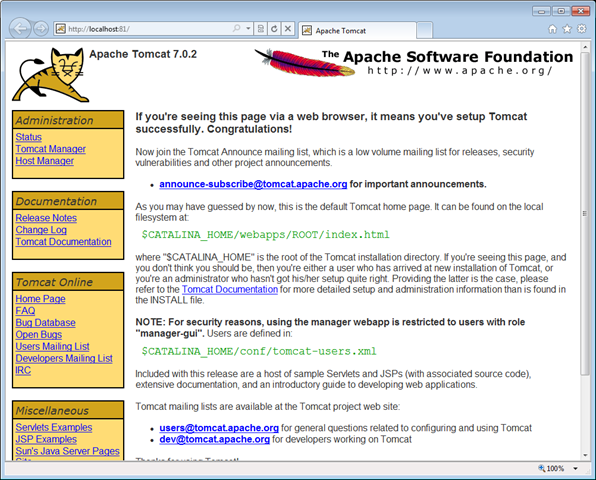 http://localhost:81/
Apache Tomcat
Apache Tomcat 7.0.2
The Apache Software Foundation
http://www.apache.org/
Administration
Status
Tomcat Manager
Host Manager
Documentation
Release Notes
Change Log
Tomcat Documentation
Tomcat Online
Home Page
FAQ
Bug Database
Open Bugs
Users Mailing List
Developers Mailing List
IRC
Miscellaneous
Servlets Examples
JSP Examples
Sun's Java Server Pages
If you're seeing this page via a web browser, it means you've setup Tomcat
successfully. Congratulations!
Now join the Tomcat Announce mailing list, which is a low volume mailing list for releases, security
vulnerabilities and other project announcements.
announce-subscribe@tomcat.apache.org for important announcements.
As you may have guessed by now, this is the default Tomcat home page. It can be found on the local
filesystem at:
$CATALINA_HOME/webapps/ROOT/index.html
where "$CATALINA_HOME" is the root of the Tomcat installation directory. If you're seeing this page, and
you don't think you should be, then you're either a user who has arrived at new installation of Tomcat, or
you're an administrator who hasn't got his/her setup quite right. Providing the latter is the case, please
refer to the Tomcat Documentation for more detailed setup and administration information than is found in
the INSTALL file.
NOTE: For security reasons, using the manager webapp is restricted to users with role
"manager-gui". Users are defined in:
$CATALINA_HOME/conf/tomcat-users.xml
Included with this release are a host of sample Servlets and JSPs (with associated source code),
extensive documentation, and an introductory guide to developing web applications.
Tomcat mailing lists are available at the Tomcat project web site:
users@tomcat.apache.org for general questions related to configuring and using Tomcat
dev@tomcat.apache.org for developers working on Tomcat
100%